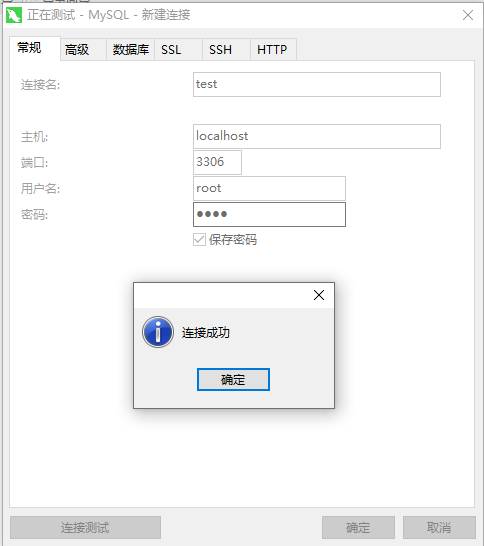 正在测试 - MySQL - 新建连接
常规 高级 数据库 SSL SSH HTTP
连接名: test
主机: localhost
端口: 3306
用户名: root
密码: ●●●●
保存密码
连接成功
确定
连接测试 确定 取消